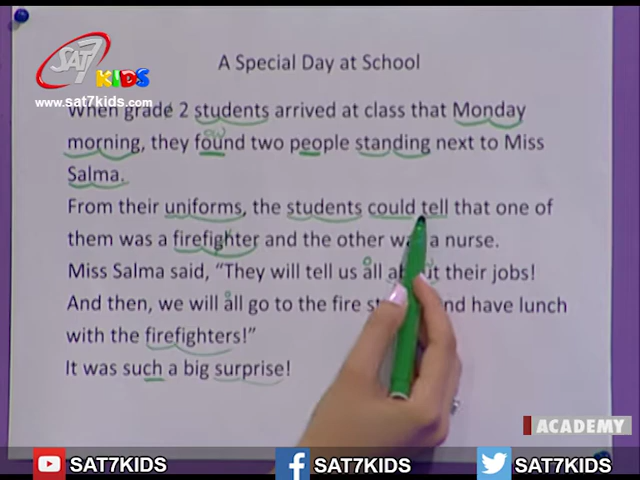 A Special Day at School
SAT7
KIDS
www.sat7kids.com
When grade 2 students arrived at class that Monday
morning, they found two people standing next to Miss
Salma.
From their uniforms, the students could tell that one of
them was a firefighter and the other a nurse.
Miss Salma said, "They will tell us all about their jobs!
And then, we will all go to the fire and have lunch
with the firefighters!"
It was such a big surprise!
ACADEMY
SAT7KIDS
SAT7KIDS
SAT7KIDS